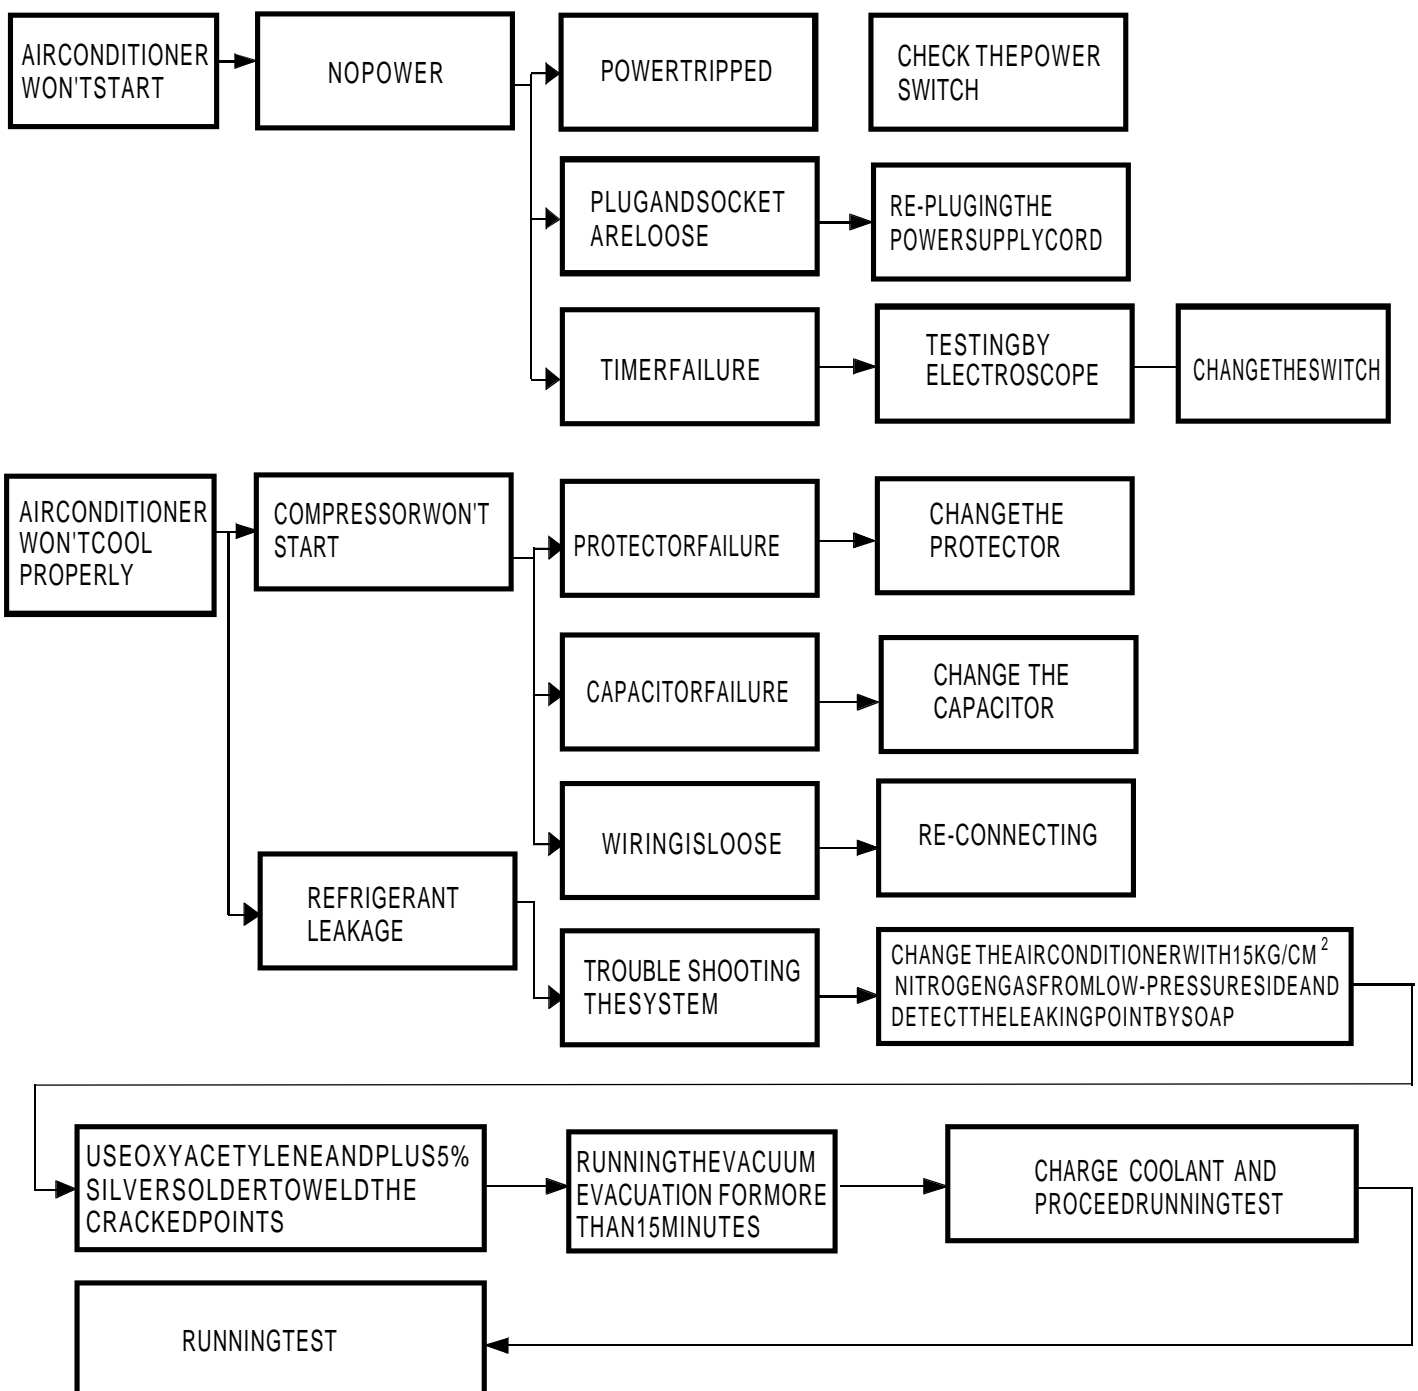 AIRCONDITIONER
WON'TSTART
NOPOWER
POWERTRIPPED
CHECK THEPOWER
SWITCH
PLUGANDSOCKET
ARELOOSE
RE-PLUGINGTHE
POWERSUPPLYCORD
TIMERFAILURE
TESTINGBY
ELECTROSCOPE
CHANGETHESWITCH
AIRCONDITIONER
WON'TCOOL
PROPERLY
COMPRESSORWON'T
START
PROTECTORFAILURE
CHANGETHE
PROTECTOR
CAPACITORFAILURE
CHANGE THE
CAPACITOR
WIRINGISLOOSE
RE-CONNECTING
REFRIGERANT
LEAKAGE
TROUBLE SHOOTING
THESYSTEM
CHANGE THEAIRCONDITIONERWITH15KG/CM²
NITROGENGASFROMLOW-PRESSURESIDEAND
DETECTTHELEAKINGPOINTBYSOAP
USEOXYACETYLENEANDPLUS5%
SILVERSOLDERTOWELDTHE
CRACKEDPOINTS
RUNNINGTHEVACUUM
EVACUATION FORMORE
THAN15MINUTES
CHARGE COOLANT AND
PROCEEDRUNNINGTEST
RUNNINGTEST